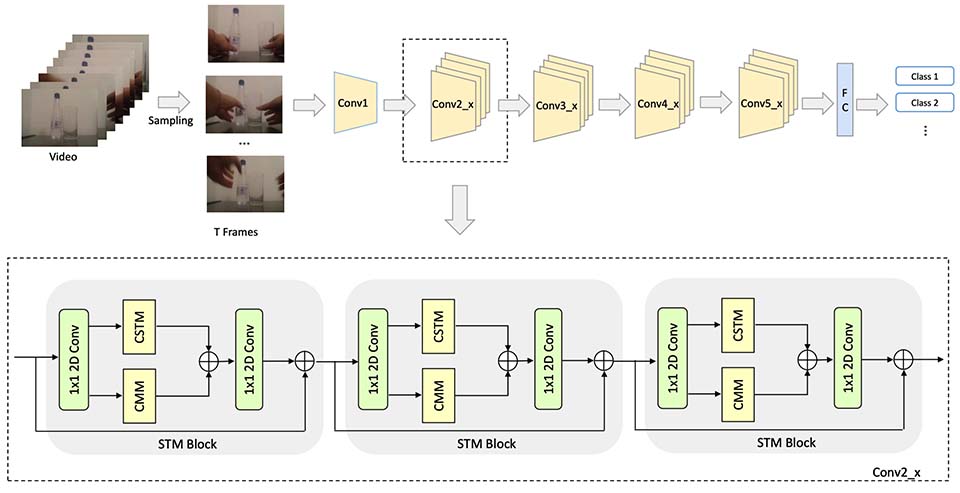 Video
Sampling
...
T Frames
Conv1
Conv2_x
Conv3_x
Conv4_x
Conv5_x
F
C
Class 1
Class 2
...
1x1 2D Conv
CSTM
CMM
1x1 2D Conv
STM Block
1x1 2D Conv
CSTM
CMM
1x1 2D Conv
STM Block
1x1 2D Conv
CSTM
CMM
1x1 2D Conv
STM Block
Conv2_x